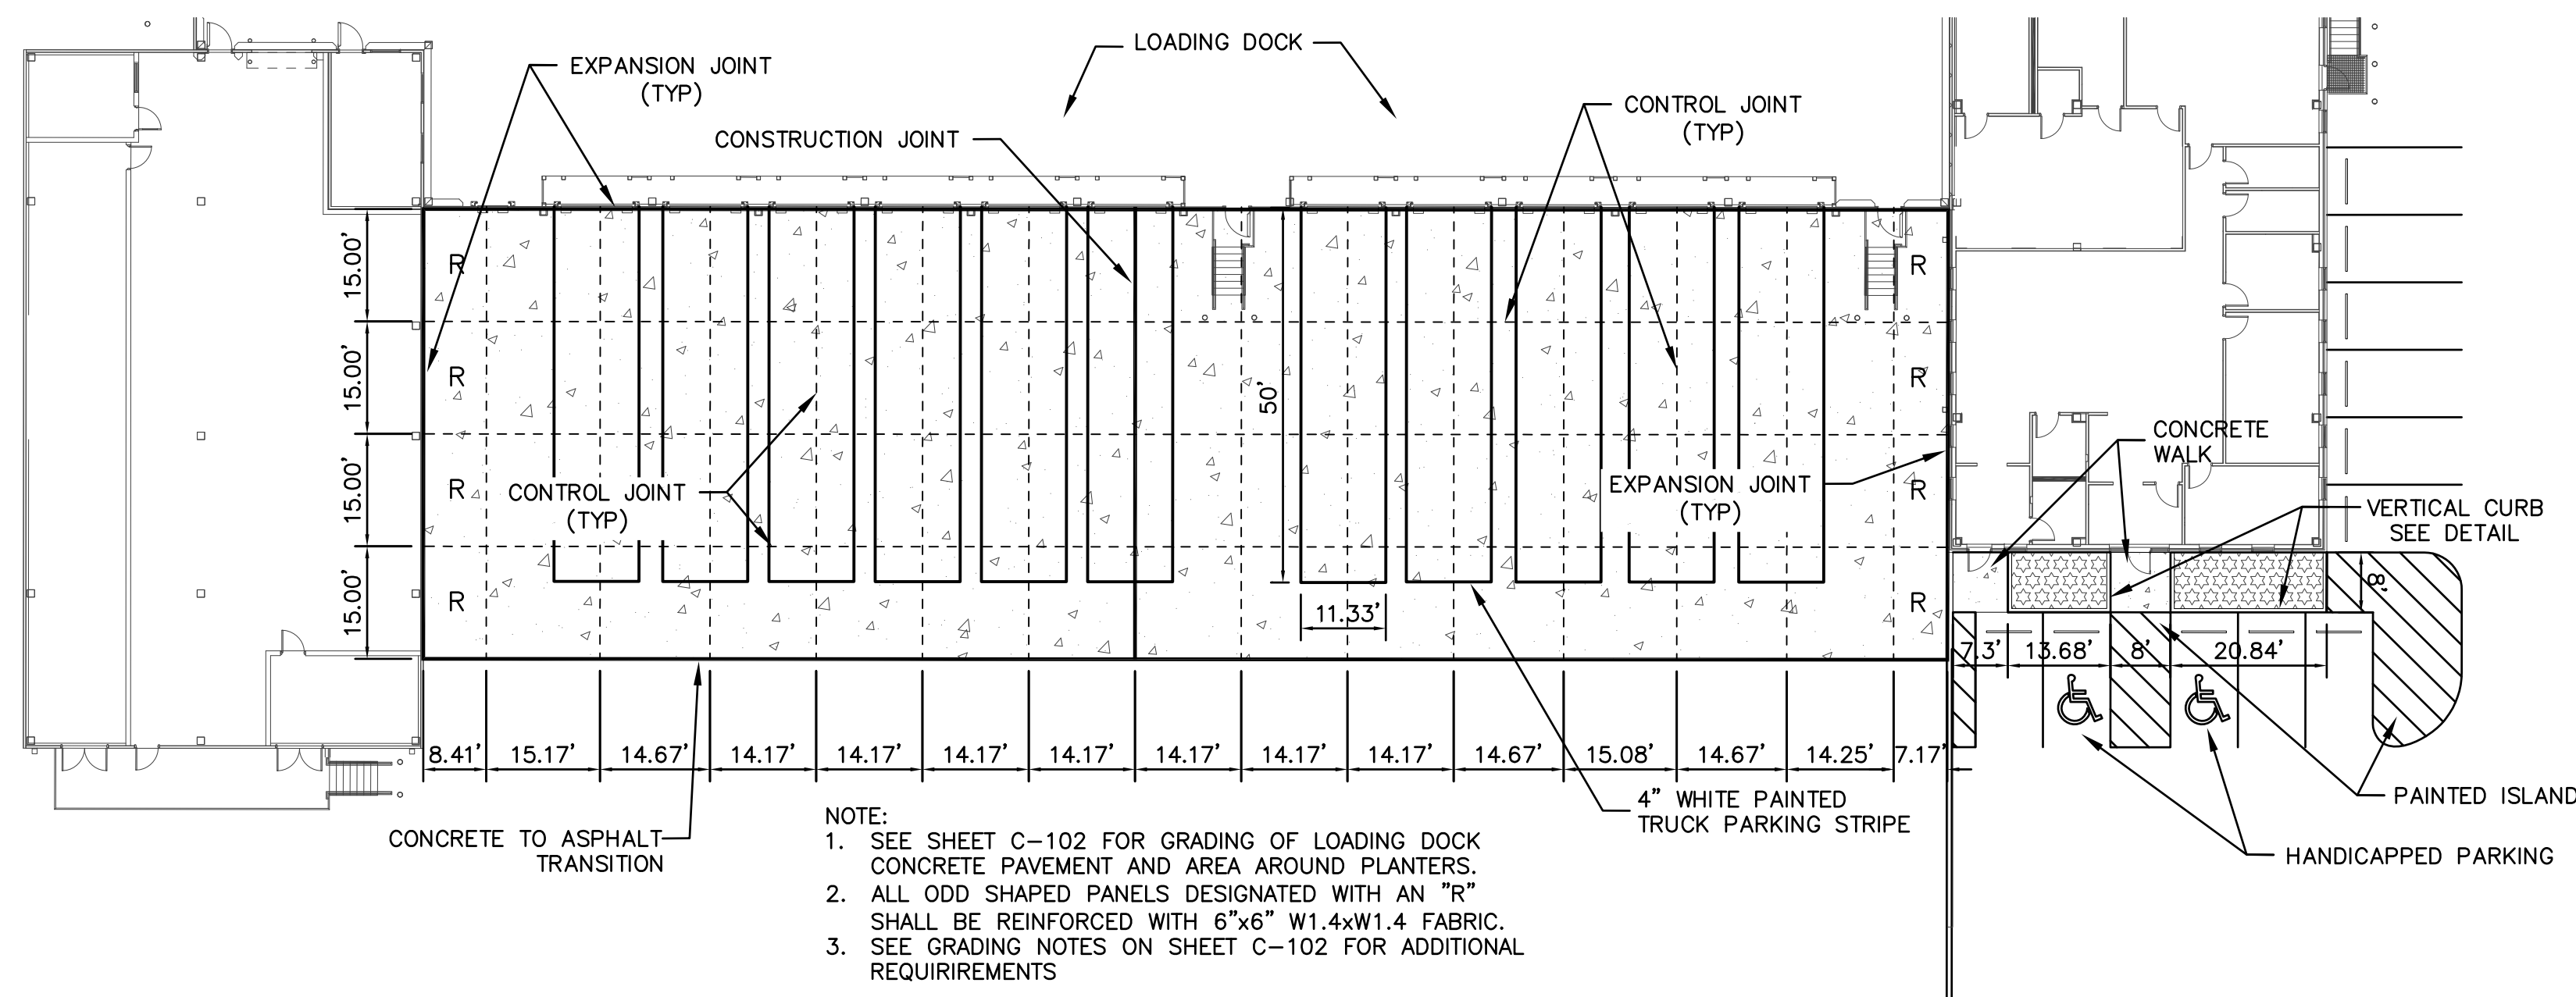 LOADING DOCK
EXPANSION JOINT
(TYP)
CONSTRUCTION JOINT
CONTROL JOINT
(TYP)
15.00'
15.00'
15.00'
15.00'
R
R
R
R
R
R
R
R
50'
CONTROL JOINT
(TYP)
EXPANSION JOINT
(TYP)
CONCRETE
WALK
VERTICAL CURB
SEE DETAIL
8'
11.33'
7.3' 13.68' 8' 20.84'
8.41' 15.17' 14.67' 14.17' 14.17' 14.17' 14.17' 14.17' 14.17' 14.17' 14.67' 15.08' 14.67' 14.25' 7.17'
CONCRETE TO ASPHALT
TRANSITION
4" WHITE PAINTED
TRUCK PARKING STRIPE
PAINTED ISLAND
HANDICAPPED PARKING
NOTE:
1. SEE SHEET C-102 FOR GRADING OF LOADING DOCK
CONCRETE PAVEMENT AND AREA AROUND PLANTERS.
2. ALL ODD SHAPED PANELS DESIGNATED WITH AN "R"
SHALL BE REINFORCED WITH 6"x6" W1.4xW1.4 FABRIC.
3. SEE GRADING NOTES ON SHEET C-102 FOR ADDITIONAL
REQUIRIREMENTS